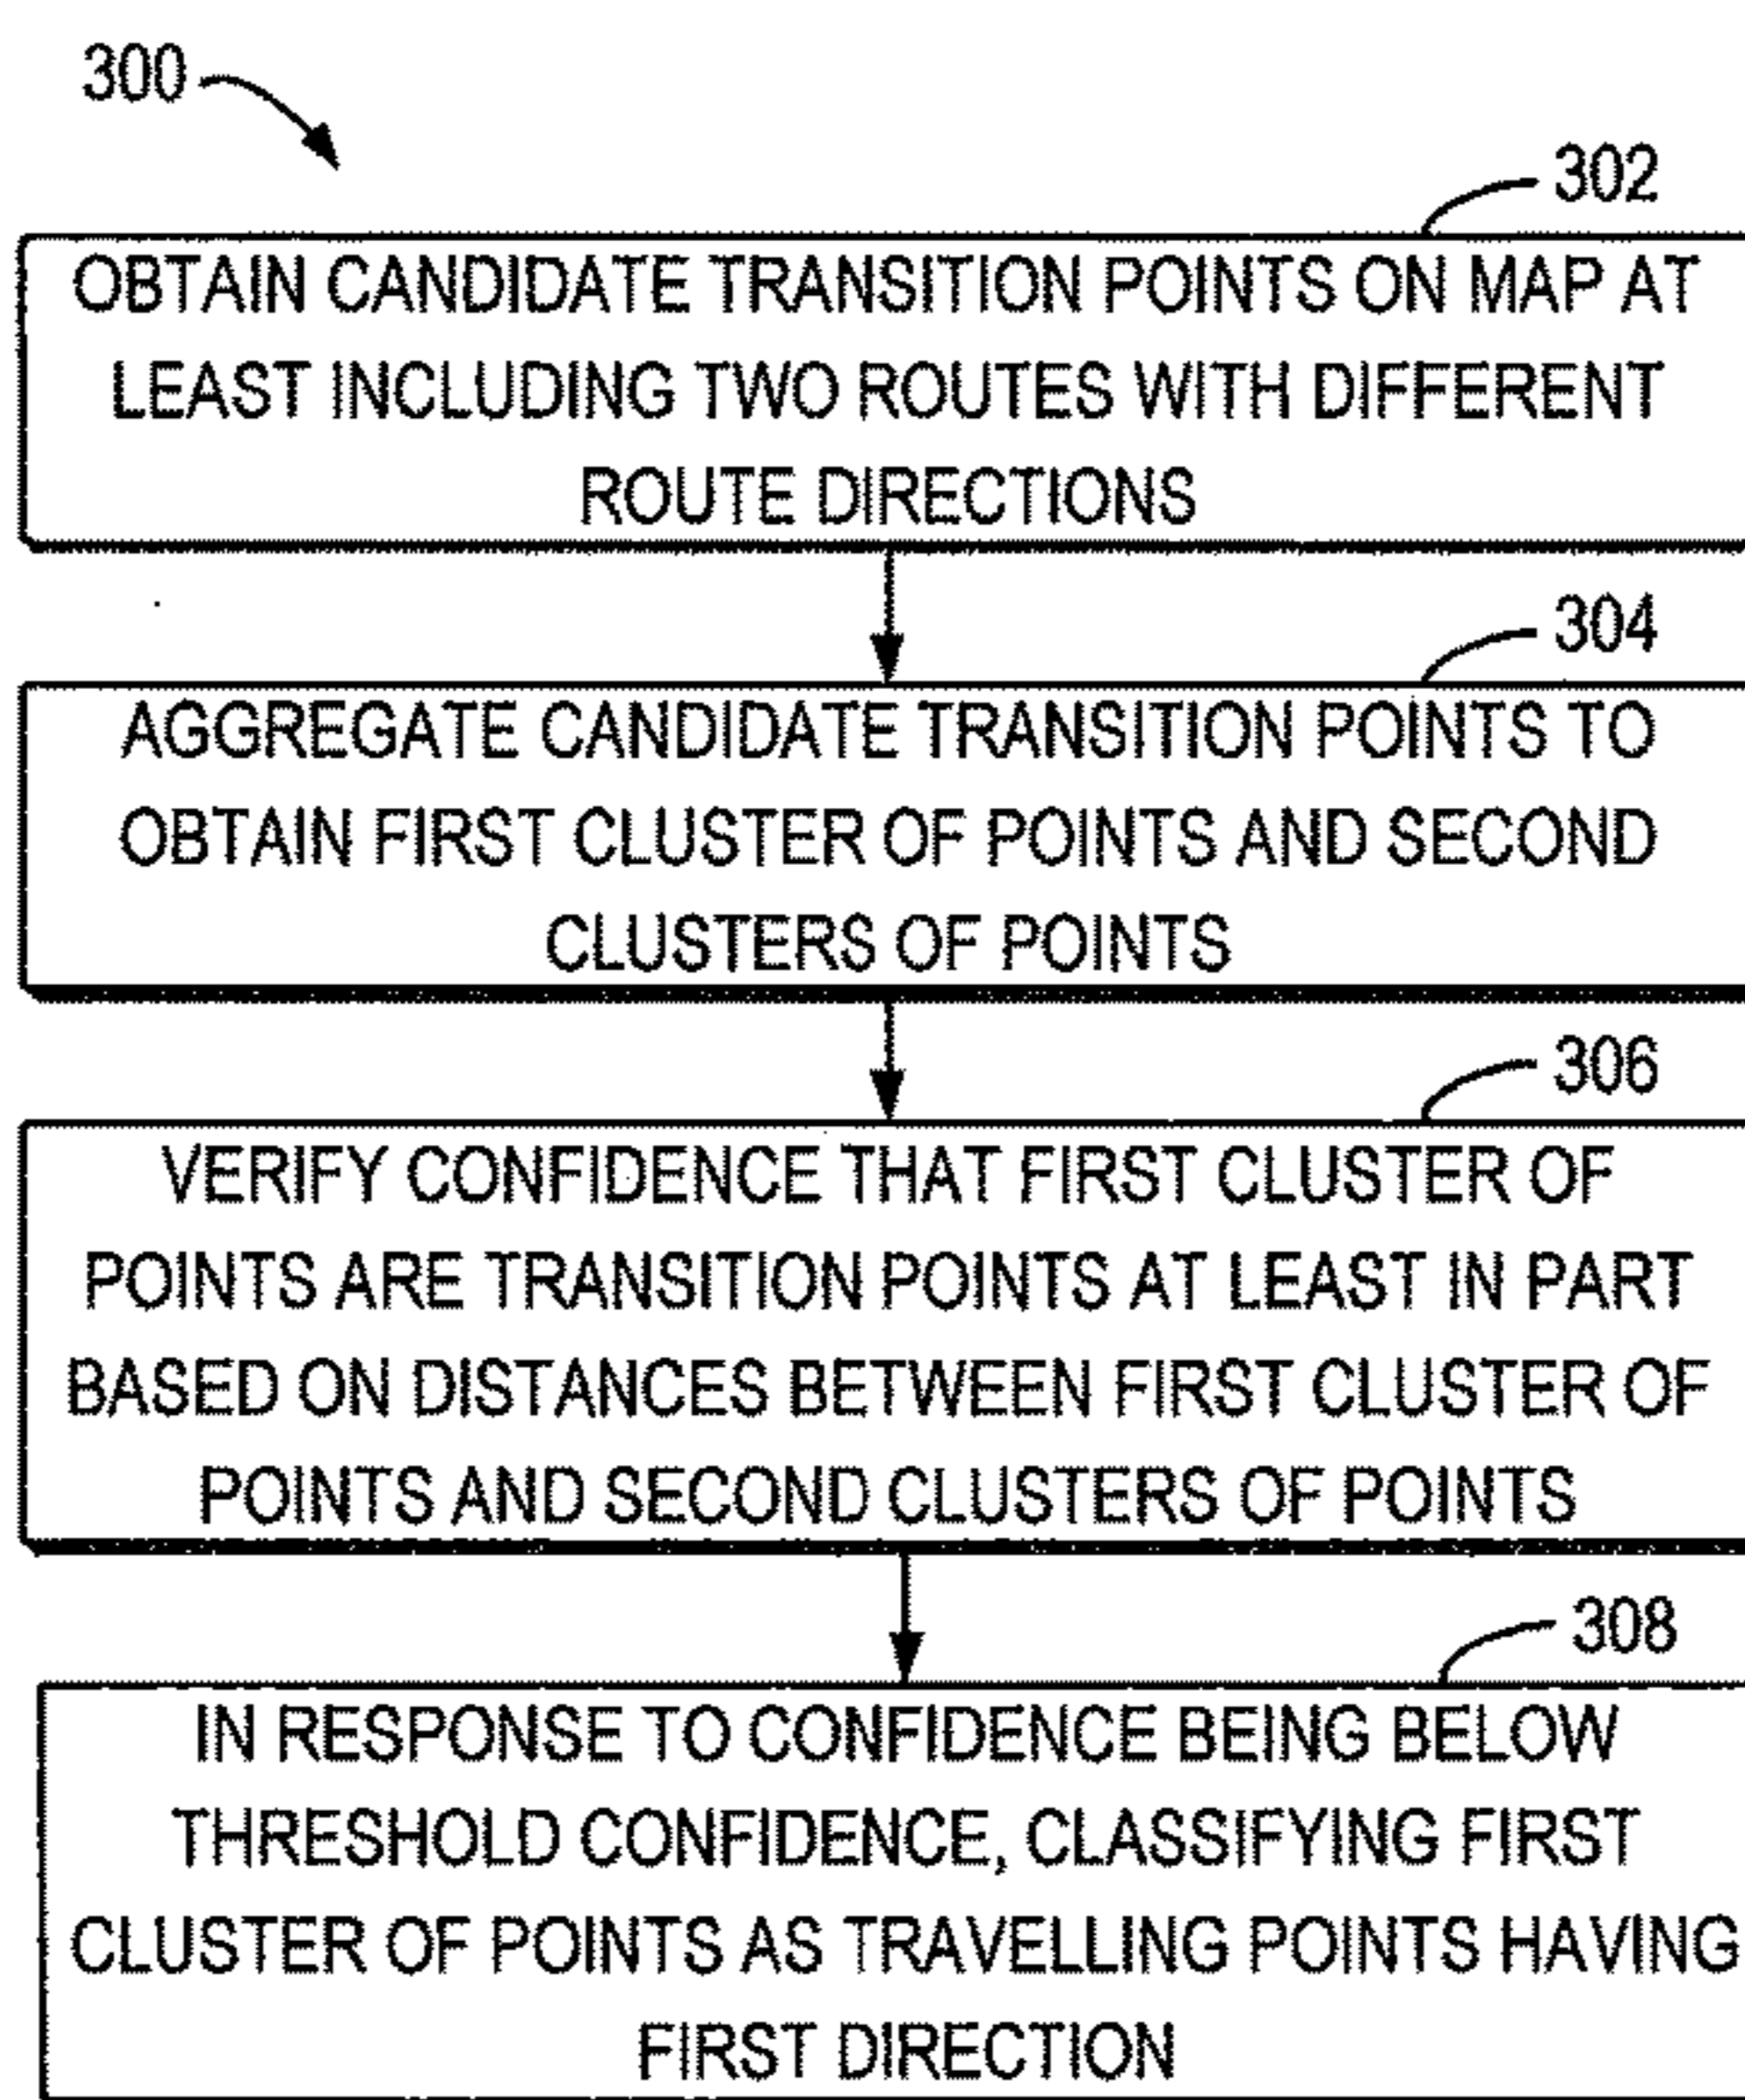 300
302
OBTAIN CANDIDATE TRANSITION POINTS ON MAP AT
LEAST INCLUDING TWO ROUTES WITH DIFFERENT
ROUTE DIRECTIONS
304
AGGREGATE CANDIDATE TRANSITION POINTS TO
OBTAIN FIRST CLUSTER OF POINTS AND SECOND
CLUSTERS OF POINTS
306
VERIFY CONFIDENCE THAT FIRST CLUSTER OF
POINTS ARE TRANSITION POINTS AT LEAST IN PART
BASED ON DISTANCES BETWEEN FIRST CLUSTER OF
POINTS AND SECOND CLUSTERS OF POINTS
308
IN RESPONSE TO CONFIDENCE BEING BELOW
THRESHOLD CONFIDENCE, CLASSIFYING FIRST
CLUSTER OF POINTS AS TRAVELLING POINTS HAVING
FIRST DIRECTION